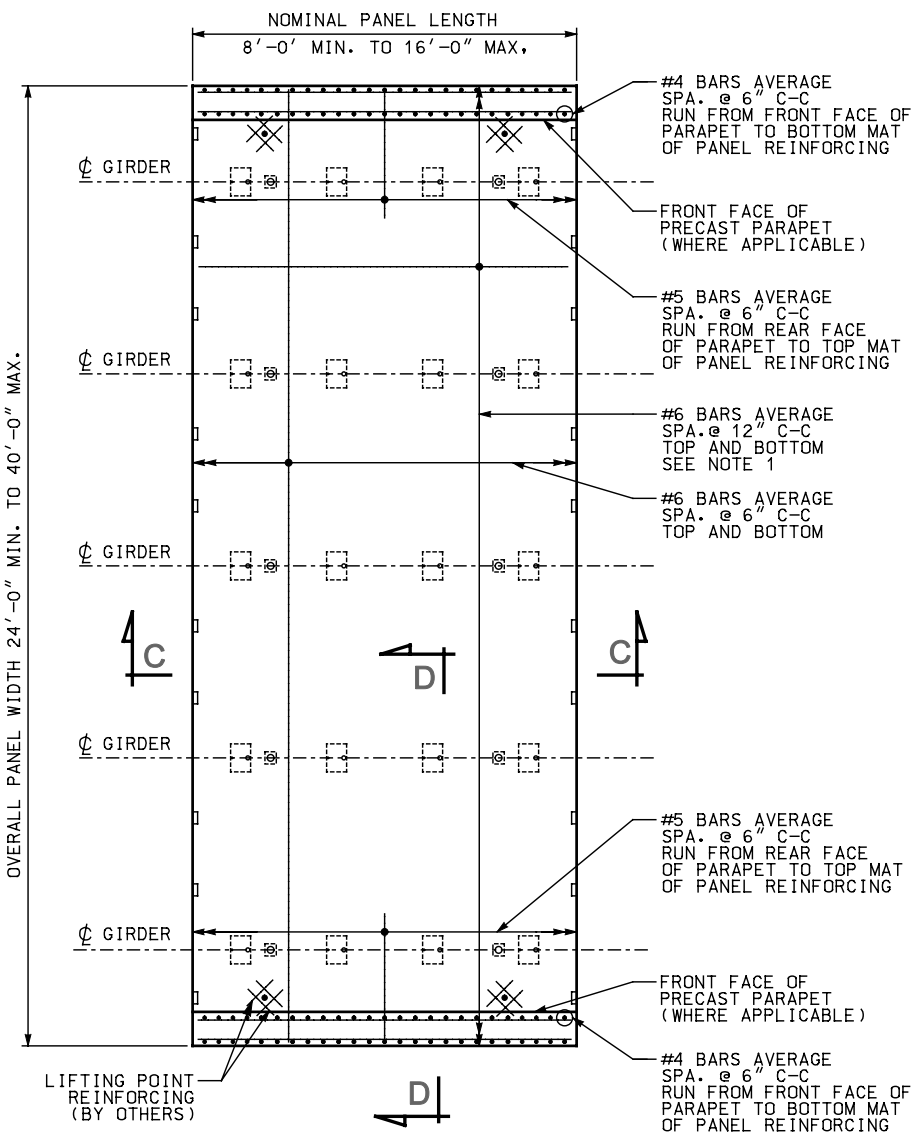 NOMINAL PANEL LENGTH
8'-0' MIN. TO 16'-0" MAX.
OVERALL PANEL WIDTH 24'-0" MIN. TO 40'-0" MAX.
#4 BARS AVERAGE
SPA. @ 6" C-C
RUN FROM FRONT FACE OF
PARAPET TO BOTTOM MAT
OF PANEL REINFORCING
℄ GIRDER
FRONT FACE OF
PRECAST PARAPET
(WHERE APPLICABLE)
#5 BARS AVERAGE
SPA. @ 6" C-C
RUN FROM REAR FACE
OF PARAPET TO TOP MAT
OF PANEL REINFORCING
℄ GIRDER
#6 BARS AVERAGE
SPA.@ 12" C-C
TOP AND BOTTOM
SEE NOTE 1
#6 BARS AVERAGE
SPA. @ 6" C-C
TOP AND BOTTOM
℄ GIRDER
C
D
C
℄ GIRDER
#5 BARS AVERAGE
SPA. @ 6" C-C
RUN FROM REAR FACE
OF PARAPET TO TOP MAT
OF PANEL REINFORCING
℄ GIRDER
FRONT FACE OF
PRECAST PARAPET
(WHERE APPLICABLE)
LIFTING POINT
REINFORCING
(BY OTHERS)
D
#4 BARS AVERAGE
SPA. @ 6" C-C
RUN FROM FRONT FACE OF
PARAPET TO BOTTOM MAT
OF PANEL REINFORCING